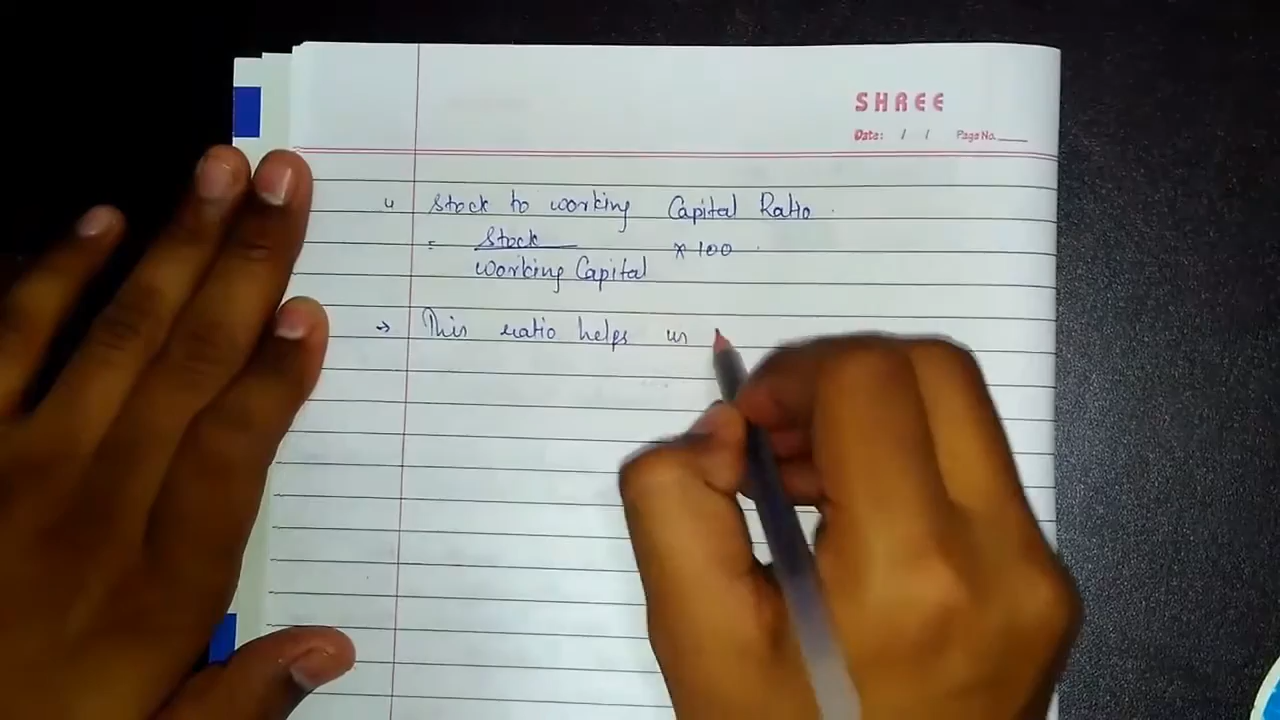 SHREE
Date: / / Page No.
4 Stock to working Capital Ratio.
= Stock × 100
Working Capital
→ This ratio helps us